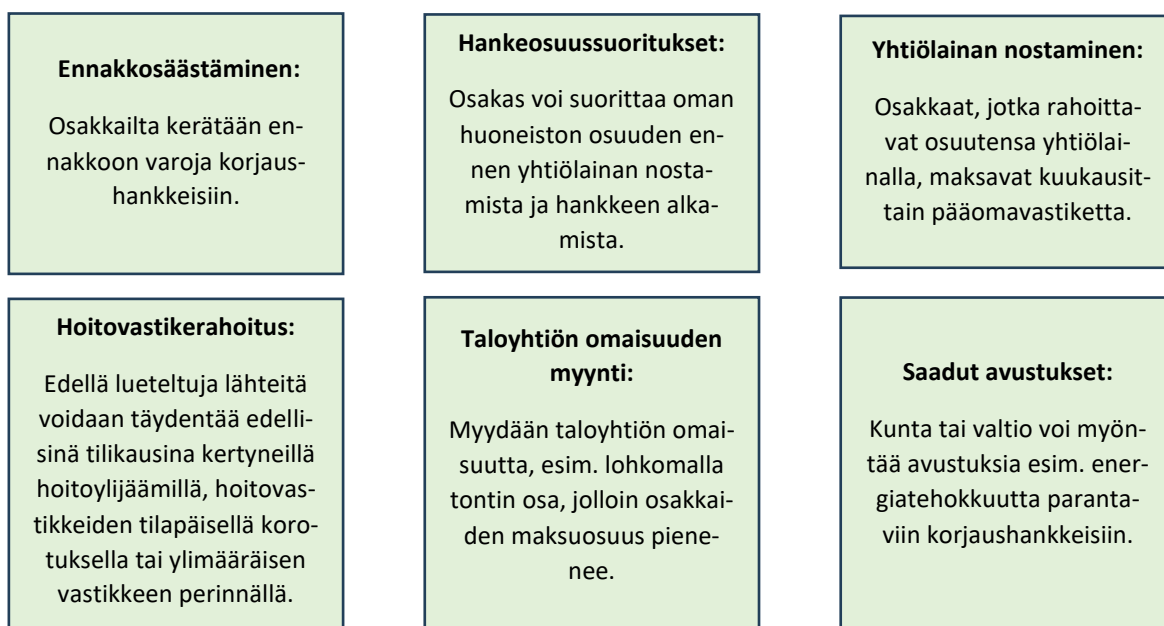 Ennakkosäästäminen:
Osakkailta kerätään en-
nakkoon varoja korjaus-
hankkeisiin.
Hankeosuussuoritukset:
Osakas voi suorittaa oman
huoneiston osuuden en-
nen yhtiölainan nosta-
mista ja hankkeen alka-
mista.
Yhtiölainan nostaminen:
Osakkaat, jotka rahoitta-
vat osuutensa yhtiölai-
nalla, maksavat kuukausit-
tain pääomavastiketta.
Hoitovastikerahoitus:
Edellä lueteltuja lähteitä
voidaan täydentää edelli-
sinä tilikausina kertyneillä
hoitoylijäämillä, hoitovas-
tikkeiden tilapäisellä koro-
tuksella tai ylimääräisen
vastikkeen perinnällä.
Taloyhtiön omaisuuden
myynti:
Myydään taloyhtiön omai-
suutta, esim. lohkomalla
tontin osa, jolloin osakkai-
den maksuosuus piene-
nee.
Saadut avustukset:
Kunta tai valtio voi myön-
tää avustuksia esim. ener-
giatehokkuutta paranta-
viin korjaushankkeisiin.